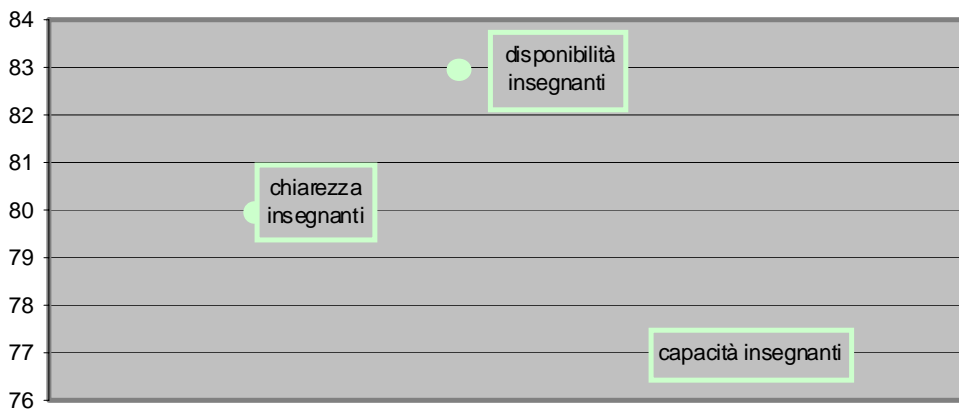 84
83
82
81
80
79
78
77
76
disponibilità
insegnanti
chiarezza
insegnanti
capacità insegnanti